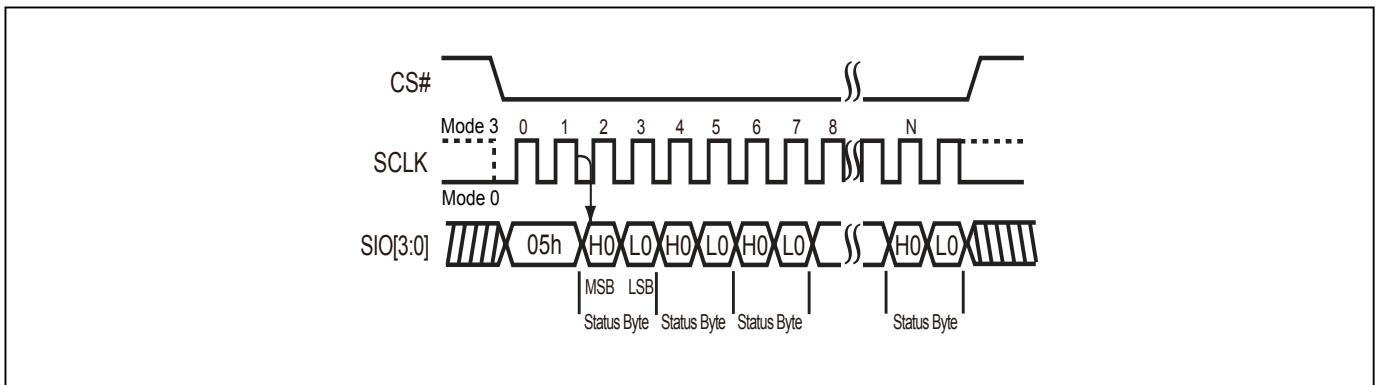 CS#
Mode 3 0 1 2 3 4 5 6 7 8 N
SCLK
Mode 0
SIO[3:0] 05h H0 L0 H0 L0 H0 L0 H0 L0
MSB LSB
Status Byte Status Byte Status Byte Status Byte